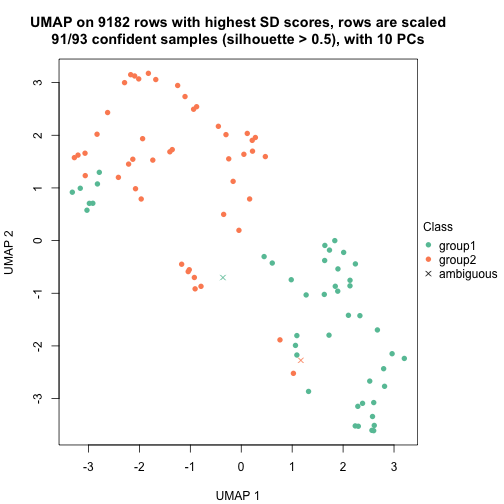 UMAP on 9182 rows with highest SD scores, rows are scaled
91/93 confident samples (silhouette > 0.5), with 10 PCs
3
2
1
0
-1
-2
-3
UMAP 2
-3
-2
-1
0
1
2
3
UMAP 1
Class
group1
group2
ambiguous